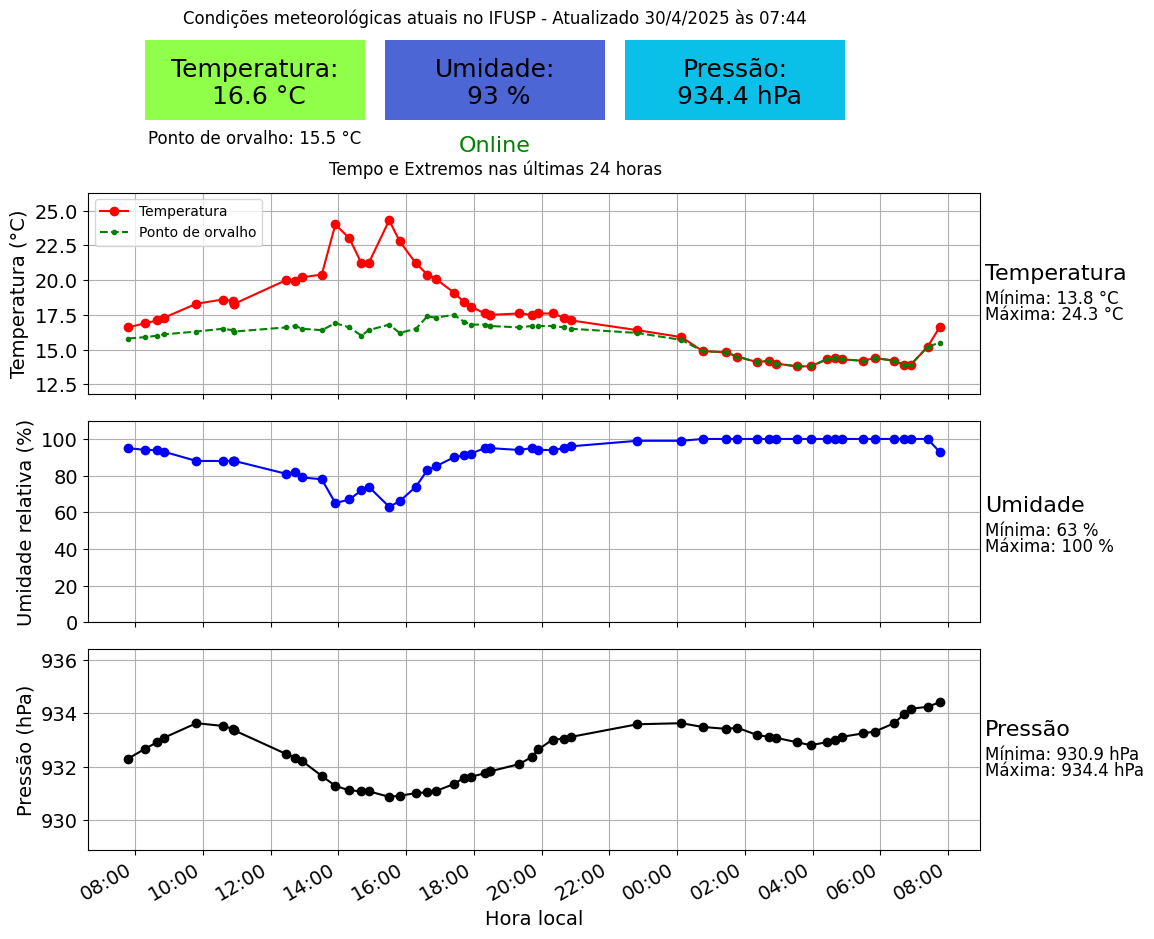 Condições meteorológicas atuais no IFUSP - Atualizado 30/4/2025 às 07:44
Temperatura:
16.6 °C
Umidade:
93 %
Pressão:
934.4 hPa
Ponto de orvalho: 15.5 °C
Online
Tempo e Extremos nas últimas 24 horas
Temperatura (°C)
25.0
22.5
20.0
17.5
15.0
12.5
Temperatura
Ponto de orvalho
Temperatura
Mínima: 13.8 °C
Máxima: 24.3 °C
Umidade relativa (%)
100
80
60
40
20
0
Umidade
Mínima: 63 %
Máxima: 100 %
Pressão (hPa)
936
934
932
930
Pressão
Mínima: 930.9 hPa
Máxima: 934.4 hPa
08:00 10:00 12:00 14:00 16:00 18:00 20:00 22:00 00:00 02:00 04:00 06:00 08:00
Hora local